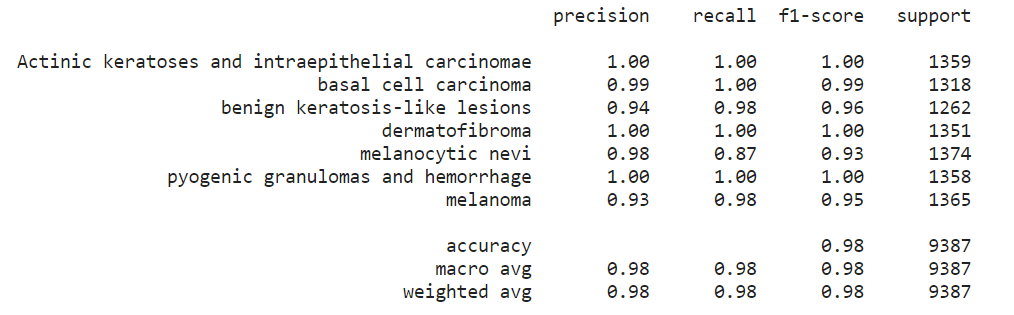 precision recall f1-score support
Actinic keratoses and intraepithelial carcinomae 1.00 1.00 1.00 1359
basal cell carcinoma 0.99 1.00 0.99 1318
benign keratosis-like lesions 0.94 0.98 0.96 1262
dermatofibroma 1.00 1.00 1.00 1351
melanocytic nevi 0.98 0.87 0.93 1374
pyogenic granulomas and hemorrhage 1.00 1.00 1.00 1358
melanoma 0.93 0.98 0.95 1365
accuracy 0.98 9387
macro avg 0.98 0.98 0.98 9387
weighted avg 0.98 0.98 0.98 9387